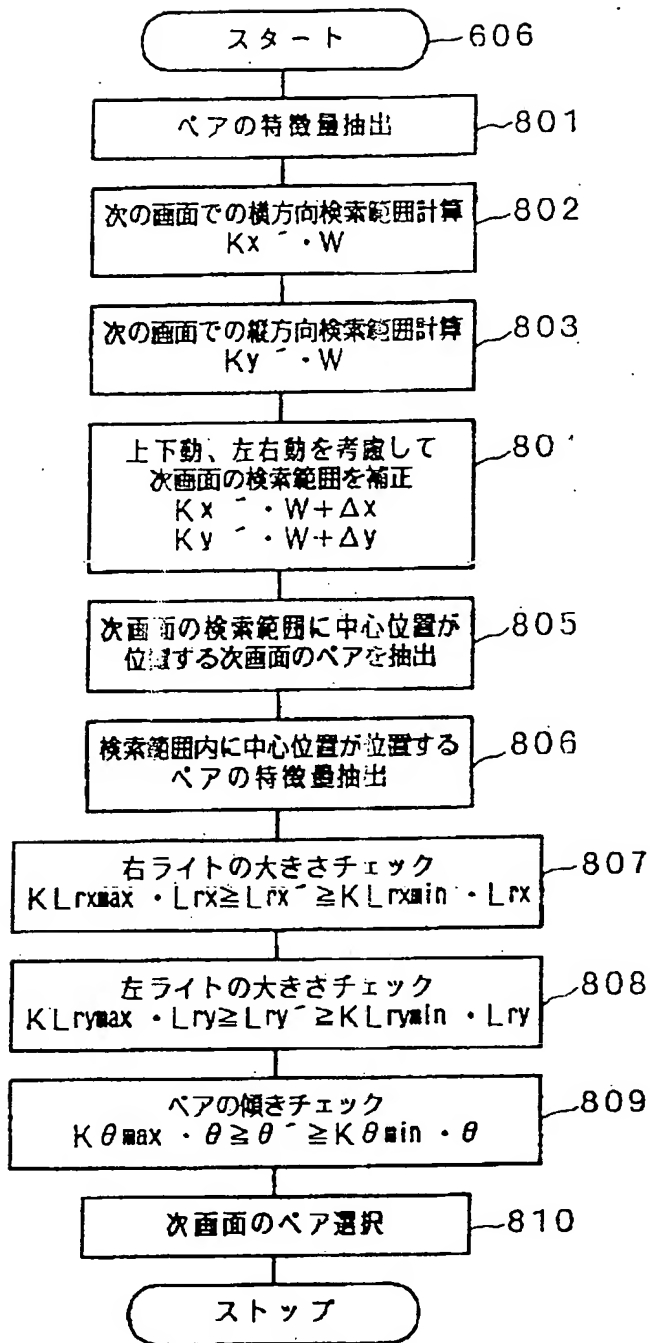 スタート 606
ペアの特徴量抽出 801
次の画面での横方向検索範囲計算 802
Kx´・W
次の画面での縦方向検索範囲計算 803
Ky´・W
上下動、左右動を考慮して 80
次画面の検索範囲を補正
Kx´・W+Δx
Ky´・W+Δy
次画面の検索範囲に中心位置が 805
位置する次画面のペアを抽出
検索範囲内に中心位置が位置する 806
ペアの特徴量抽出
右ライトの大きさチェック 807
KLrxmax・Lrx≧Lrx´≧KLrxmin・Lrx
左ライトの大きさチェック 808
KLrymax・Lry≧Lry´≧KLrymin・Lry
ペアの傾きチェック 809
Kθmax・θ≧θ´≧Kθmin・θ
次画面のペア選択 810
ストップ